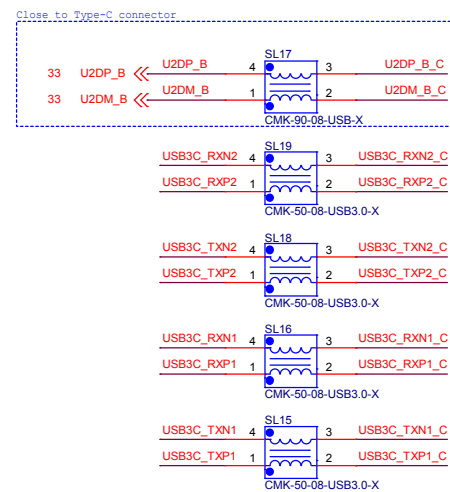 Close to Type-C connector
SL17
33 U2DP_B U2DP_B 4 3 U2DP_B_C
33 U2DM_B U2DM_B 1 2 U2DM_B_C
CMK-90-08-USB-X
SL19
USB3C_RXN2 4 3 USB3C_RXN2_C
USB3C_RXP2 1 2 USB3C_RXP2_C
CMK-50-08-USB3.0-X
SL18
USB3C_TXN2 4 3 USB3C_TXN2_C
USB3C_TXP2 1 2 USB3C_TXP2_C
CMK-50-08-USB3.0-X
SL16
USB3C_RXN1 4 3 USB3C_RXN1_C
USB3C_RXP1 1 2 USB3C_RXP1_C
CMK-50-08-USB3.0-X
SL15
USB3C_TXN1 4 3 USB3C_TXN1_C
USB3C_TXP1 1 2 USB3C_TXP1_C
CMK-50-08-USB3.0-X